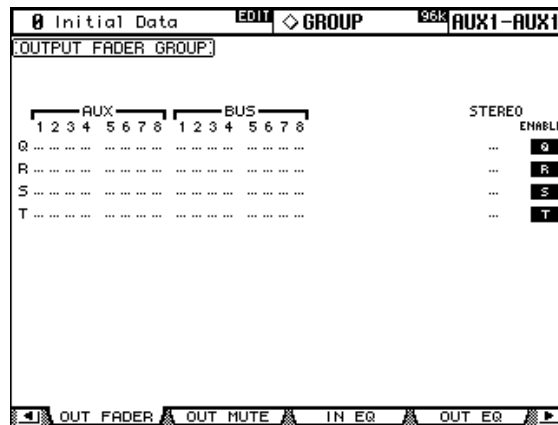 0 Initial Data EDIT ◇ GROUP 96k AUX1-AUX1
OUTPUT FADER GROUP
AUX BUS STEREO
1 2 3 4 5 6 7 8 1 2 3 4 5 6 7 8 ENABLE
Q Q
R R
S S
T T
OUT FADER OUT MUTE IN EQ OUT EQ